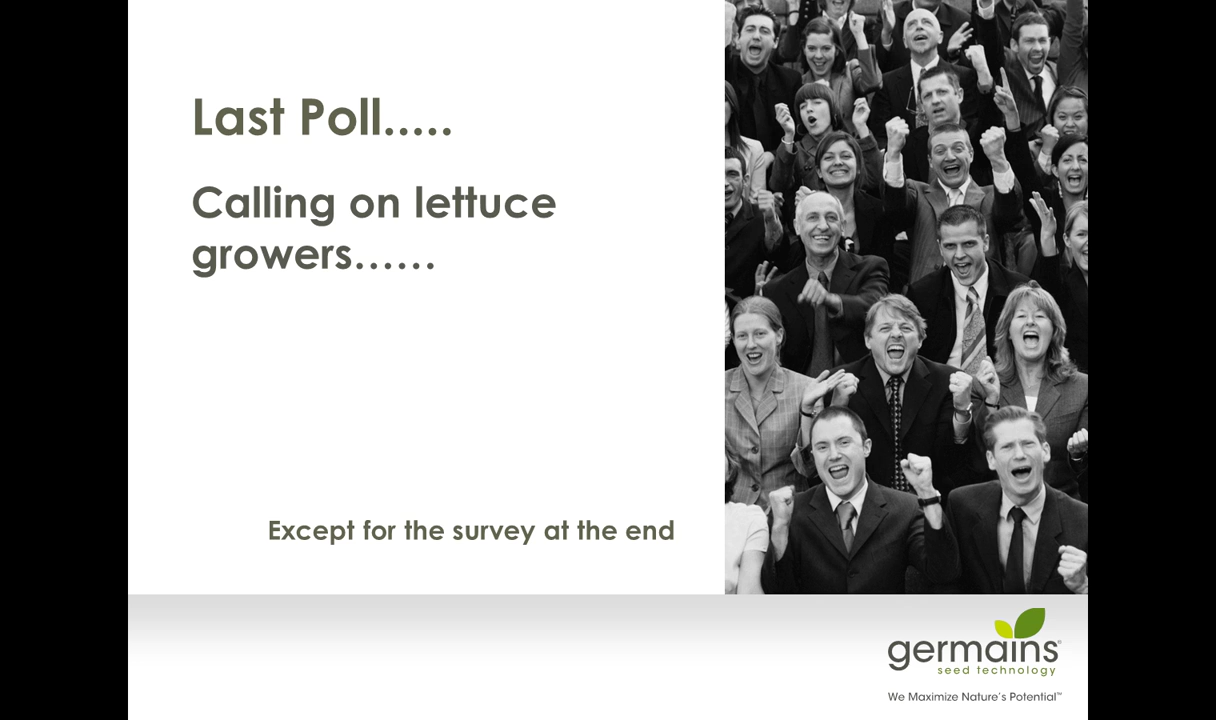 Last Poll.....
Calling on lettuce
growers......
Except for the survey at the end
germains®
seed technology
We Maximize Nature's Potential™